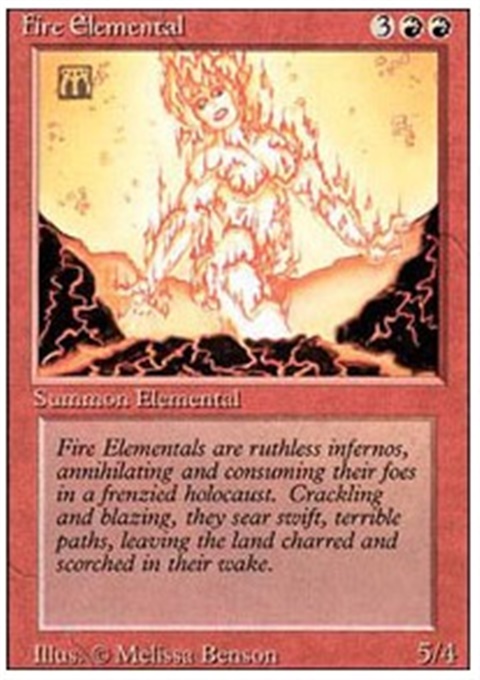 Fire Elemental 3
Summon Elemental
Fire Elementals are ruthless infernos,
annihilating and consuming their foes
in a frenzied holocaust. Crackling
and blazing, they sear swift, terrible
paths, leaving the land charred and
scorched in their wake.
Illus. © Melissa Benson 5/4